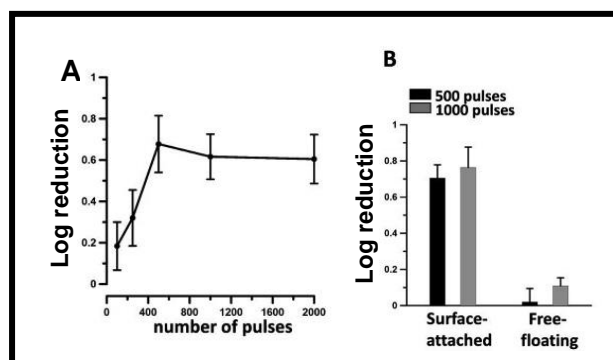 A
Log reduction
1
0.8
0.6
0.4
0.2
0
0 400 800 1200 1600 2000
number of pulses
B
500 pulses
1000 pulses
Log reduction
1
0.8
0.6
0.4
0.2
0
Surface- Free-
attached floating